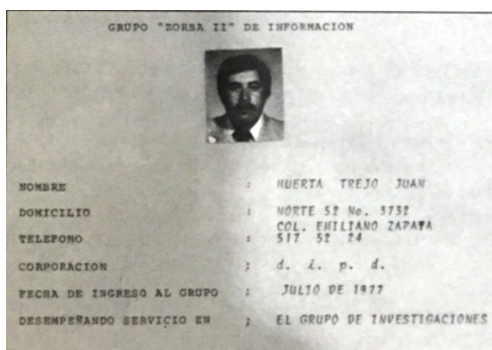 GRUPO "ZORBA II" DE INFORMACION
NOMBRE : HUERTA TREJO JUAN
DOMICILIO : NORTE 52 No. 3732
COL. EMILIANO ZAPATA
TELEFONO : 517 52 24
CORPORACION : d. i. p. d.
FECHA DE INGRESO AL GRUPO : JULIO DE 1977
DESEMPEÑANDO SERVICIO EN : EL GRUPO DE INVESTIGACIONES